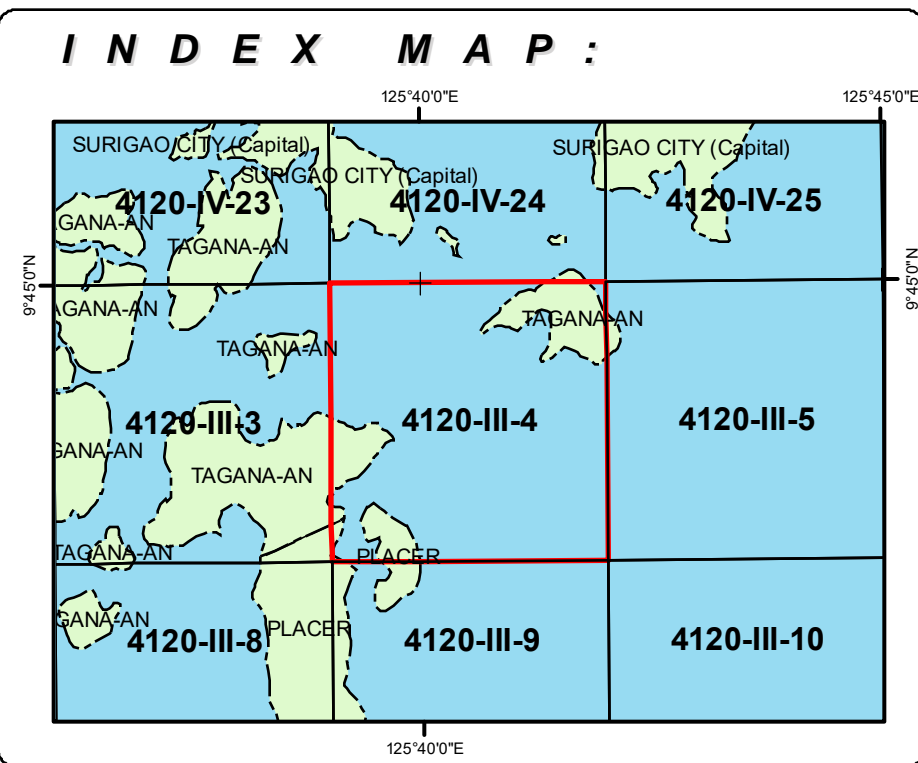 INDEX MAP:
125°40'0"E
125°45'0"E
SURIGAO CITY (Capital)
SURIGAO CITY (Capital)
SURIGAO CITY (Capital)
4120-IV-23
4120-IV-24
4120-IV-25
AGANA-AN
TAGANA-AN
9°45'0"N
9°45'0"N
AGANA-AN
TAGANA-AN
TAGANA-AN
4120-III-3
4120-III-4
4120-III-5
GANA-AN
TAGANA-AN
TAGANA-AN
PLACER
GANA-AN
PLACER
4120-III-8
4120-III-9
4120-III-10
125°40'0"E